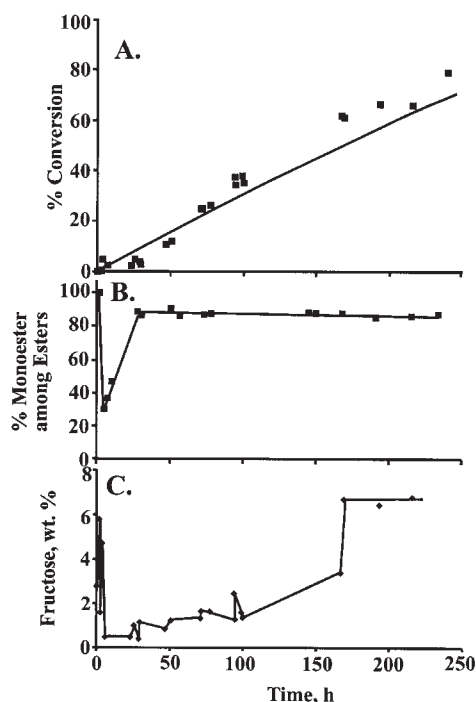 100
80
60
40
20
0
% Conversion
A.
100
80
60
40
20
0
% Monoester
among Esters
B.
8
6
4
2
0
Fructose, wt. %
C.
0 50 100 150 200 250
Time, h